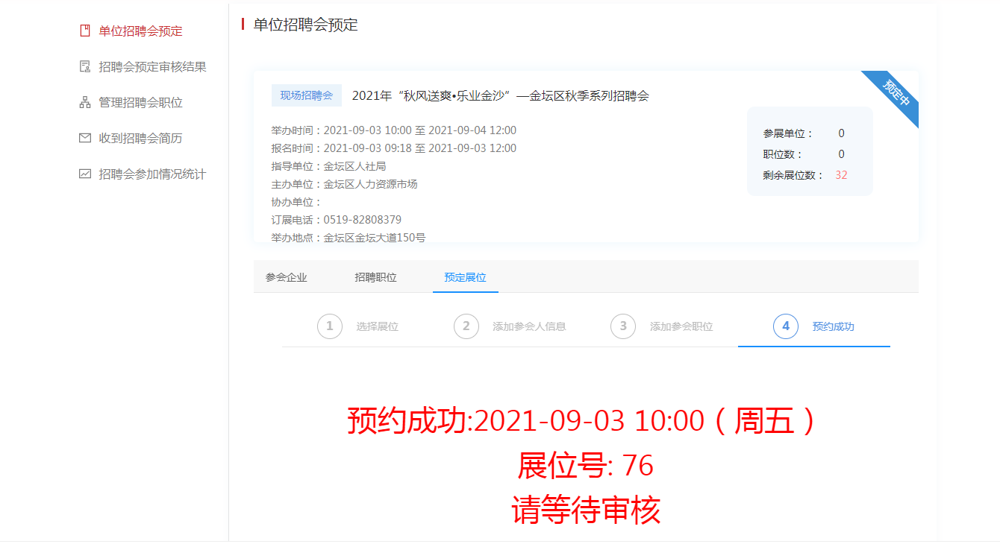 单位招聘会预定
招聘会预定审核结果
管理招聘会职位
收到招聘会简历
招聘会参加情况统计
单位招聘会预定
现场招聘会 2021年“秋风送爽•乐业金沙”—金坛区秋季系列招聘会
预定中
举办时间：2021-09-03 10:00 至 2021-09-04 12:00
报名时间：2021-09-03 09:18 至 2021-09-03 12:00
指导单位：金坛区人社局
主办单位：金坛区人力资源市场
协办单位：
订展电话：0519-82808379
举办地点：金坛区金坛大道150号
参展单位： 0
职位数： 0
剩余展位数： 32
参会企业 招聘职位 预定展位
1 选择展位 2 添加参会人信息 3 添加参会职位 4 预约成功
预约成功:2021-09-03 10:00（周五）
展位号: 76
请等待审核